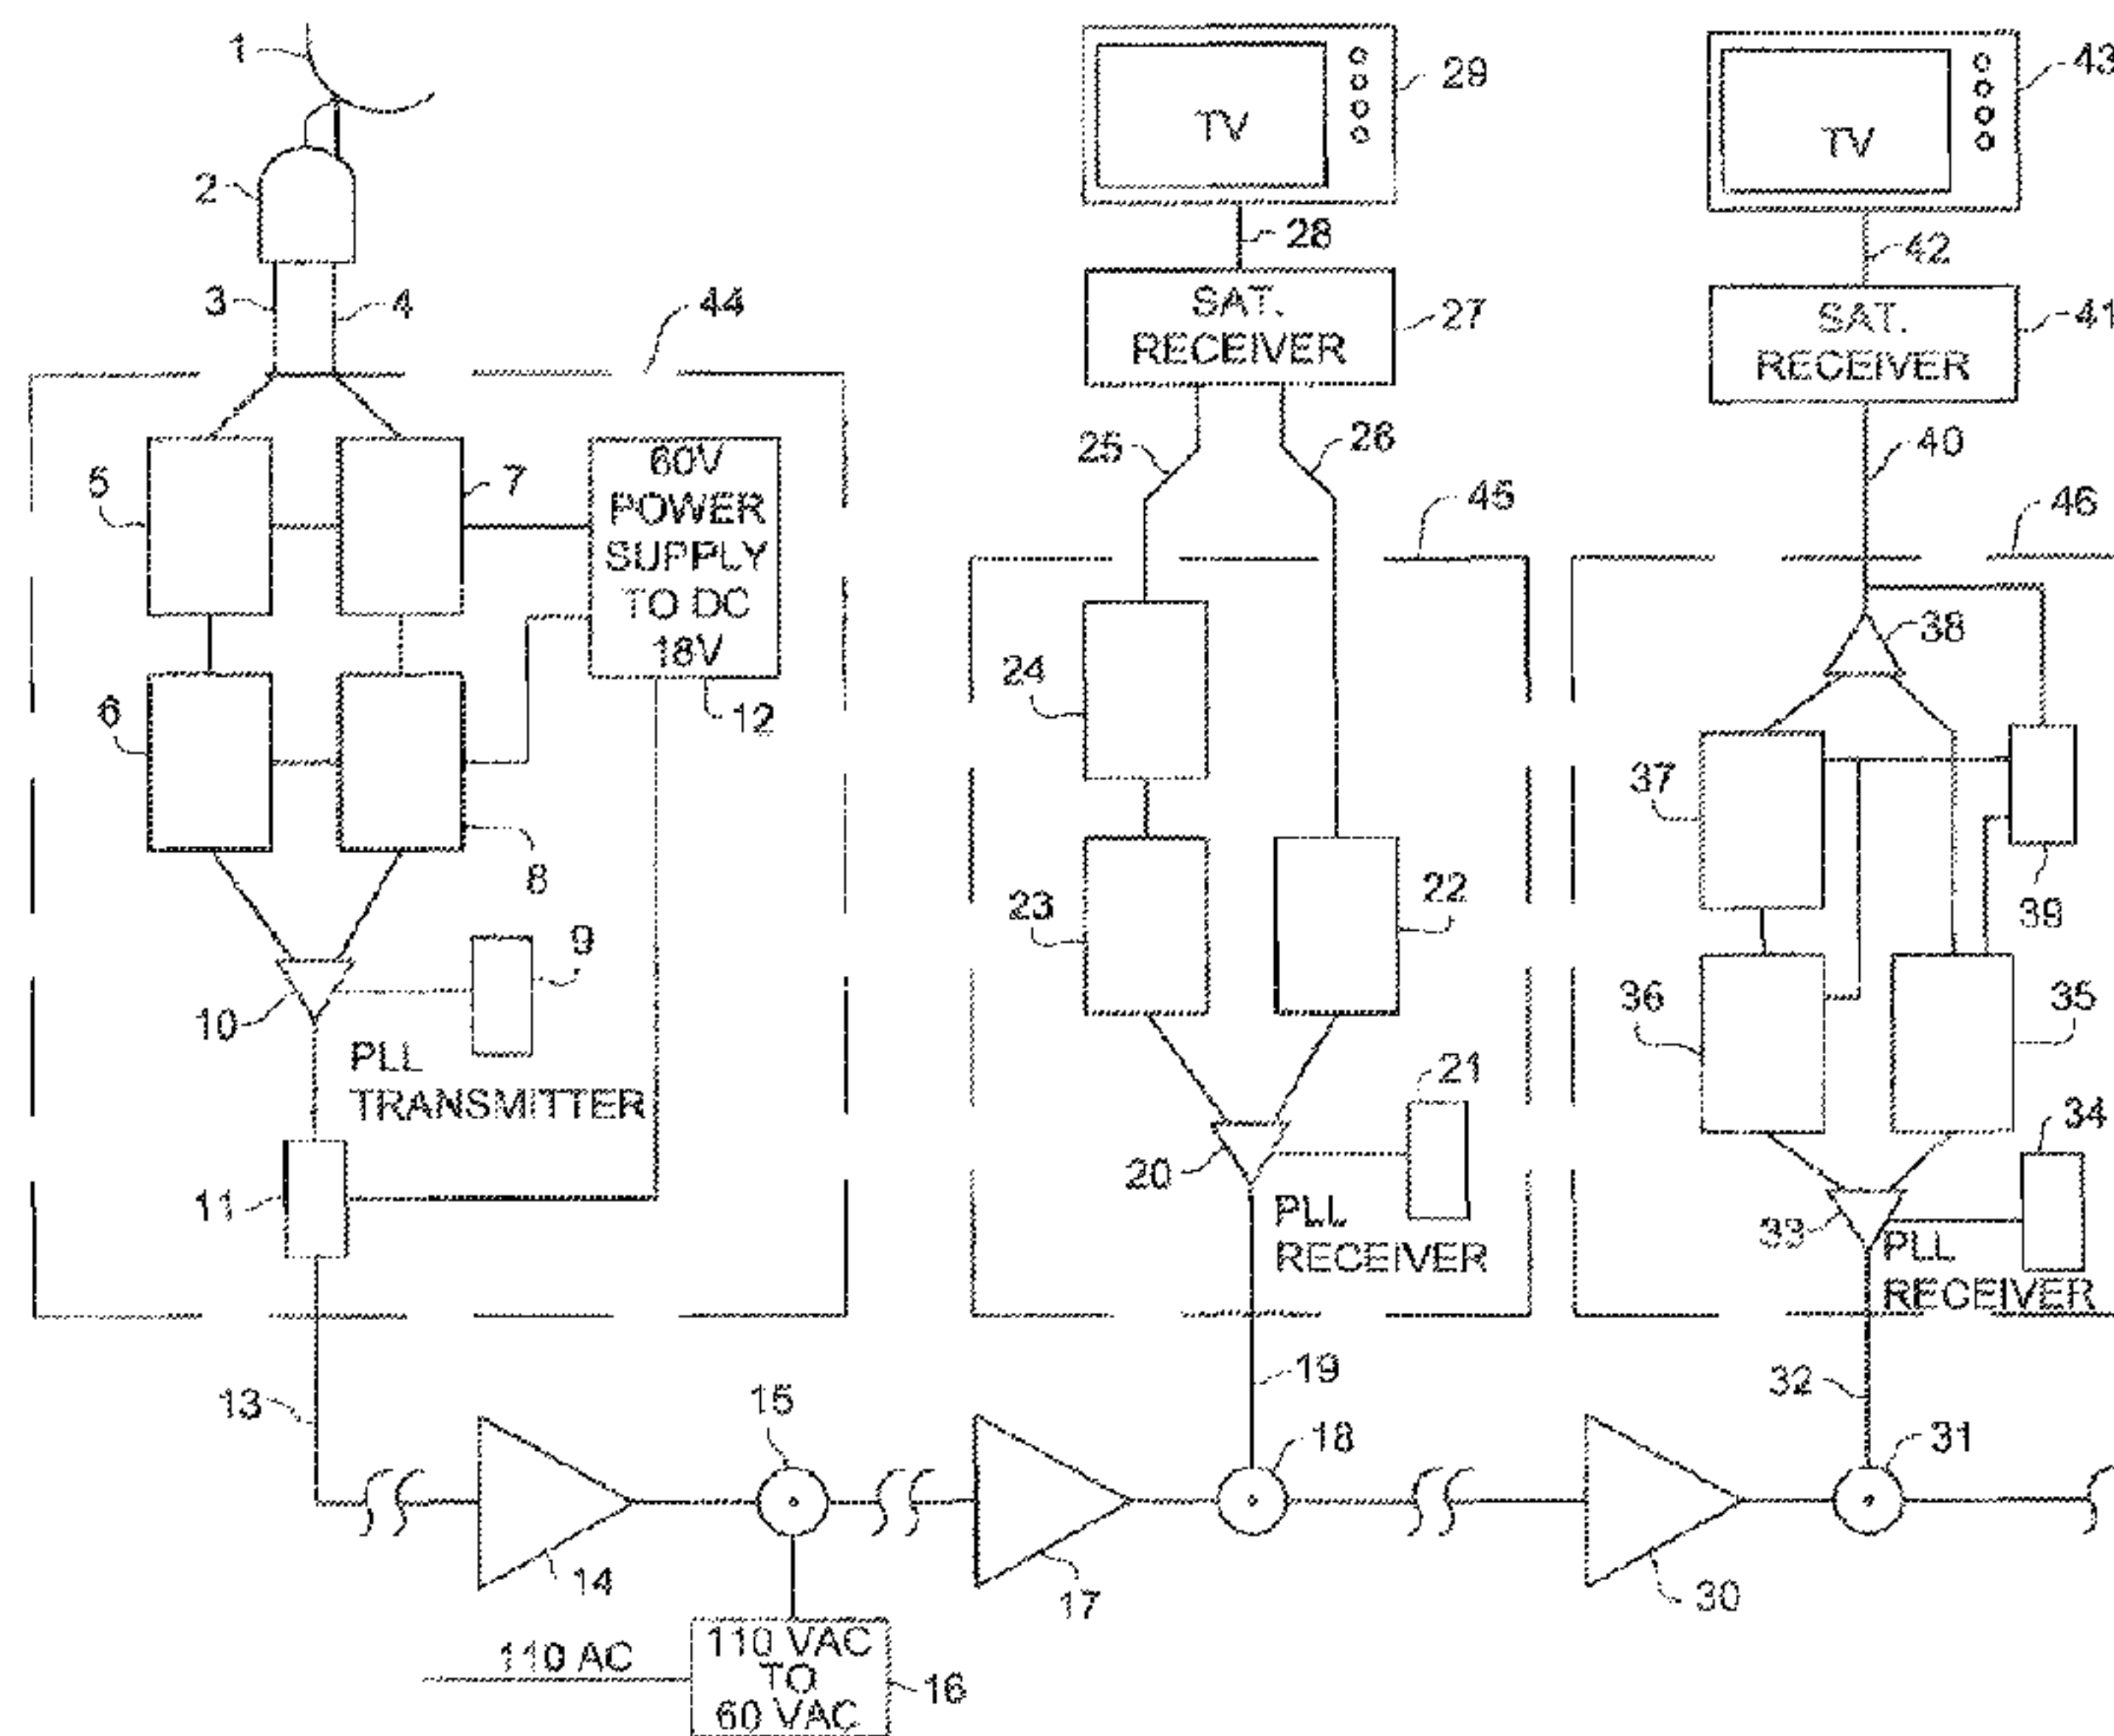 1
2
3
4
44
5
7
60V
POWER
SUPPLY
TO DC
18V
6
12
8
9
10
PLL
TRANSMITTER
11
13
14
15
110 AC
110 VAC
TO
60 VAC
16
17
18
19
TV
29
28
SAT.
RECEIVER
27
25
26
45
24
23
22
21
20
PLL
RECEIVER
TV
43
42
SAT.
RECEIVER
41
40
46
38
37
39
36
35
34
33
PLL
RECEIVER
32
31
30